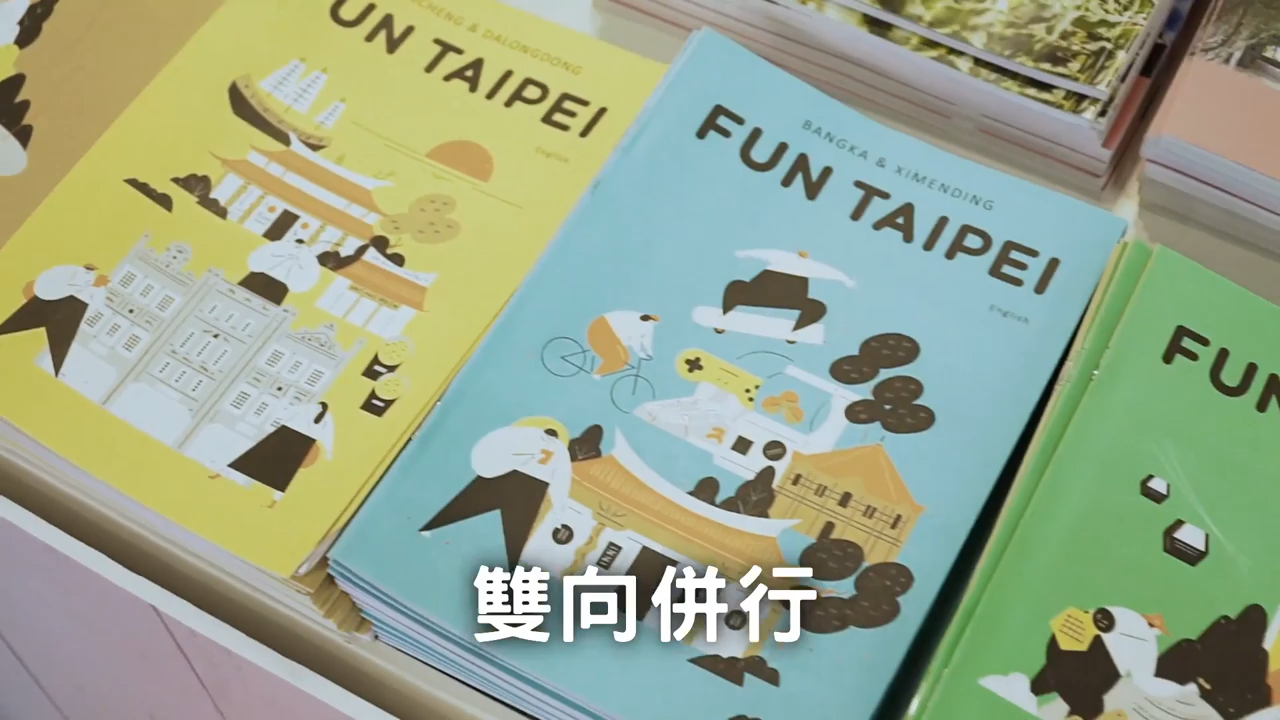 UN TAIPEI
English
BANGKA & XIMENDING
FUN TAIPEI
English
FUN
雙向併行